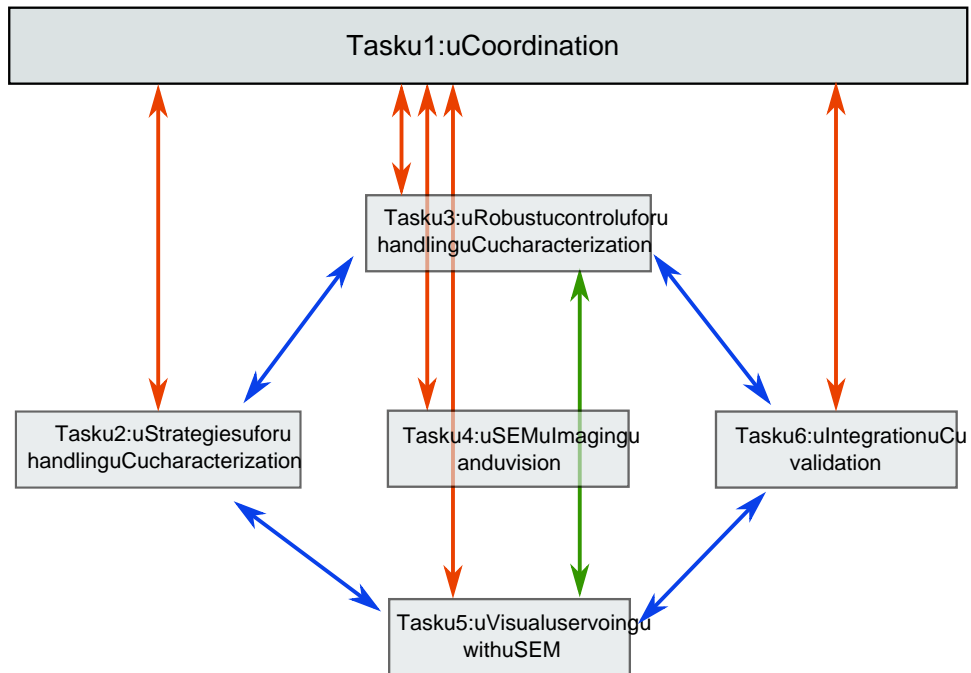 Tasku1:uCoordination
Tasku3:uRobustucontroluforu
handlinguCucharacterization
Tasku2:uStrategiesuforu
handlinguCucharacterization
Tasku4:uSEMuImagingu
anduvision
Tasku6:uIntegrationuCu
validation
Tasku5:uVisualuservoingu
withuSEM